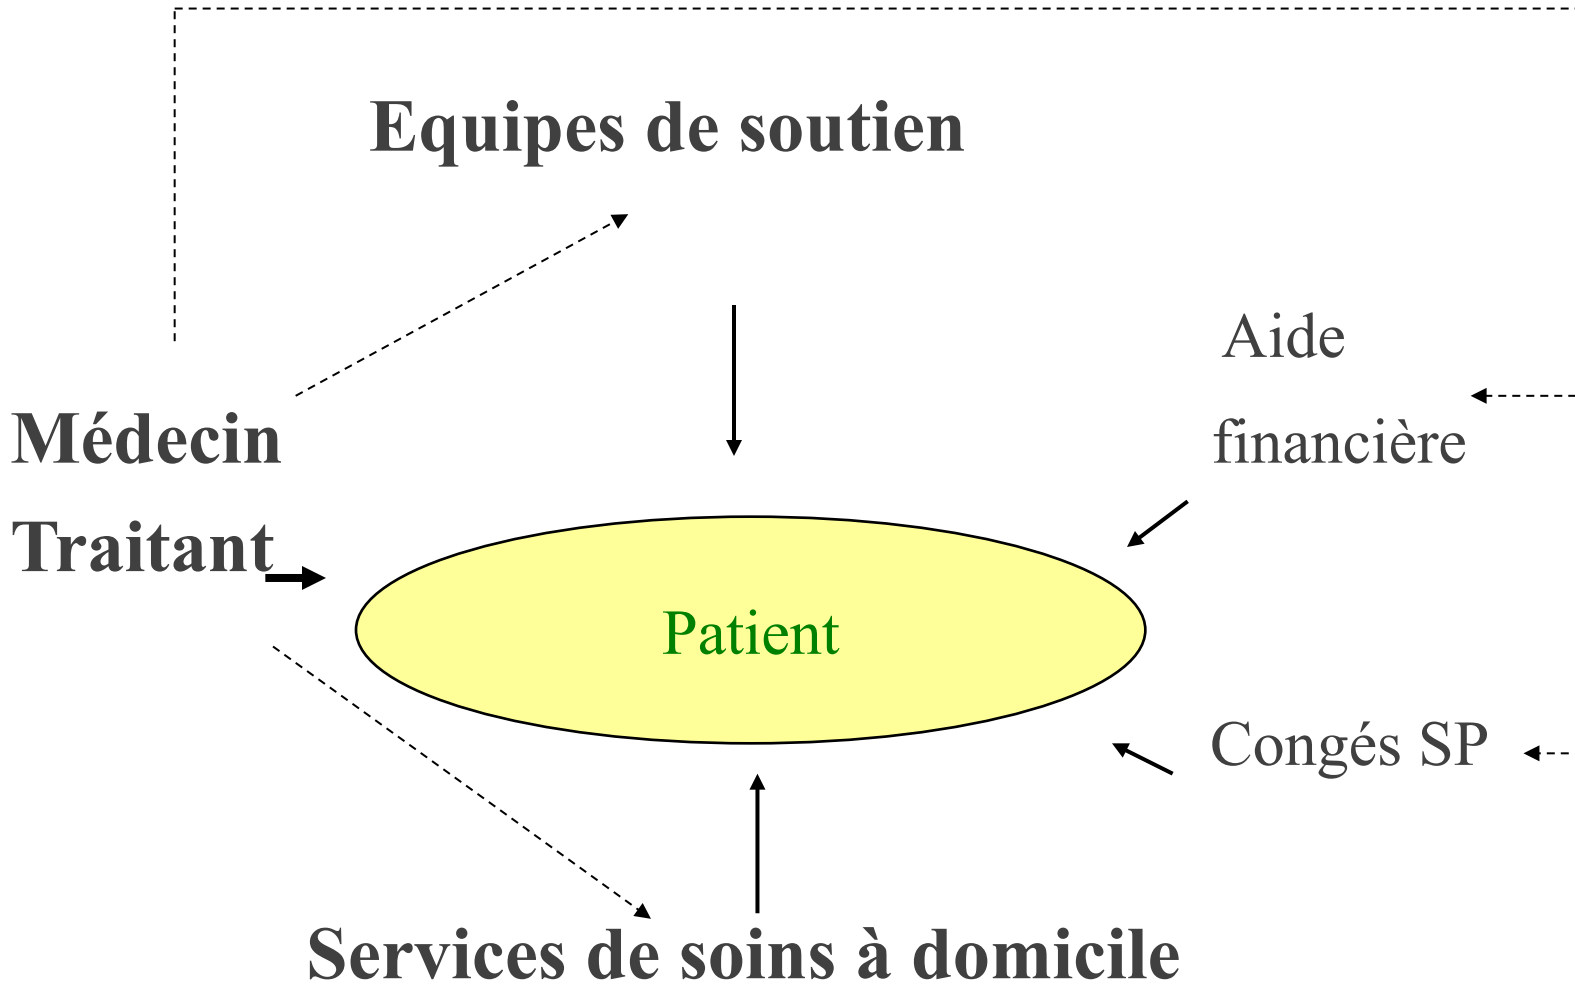 Equipes de soutien
Aide
financière
Médecin
Traitant
Patient
Congés SP
Services de soins à domicile